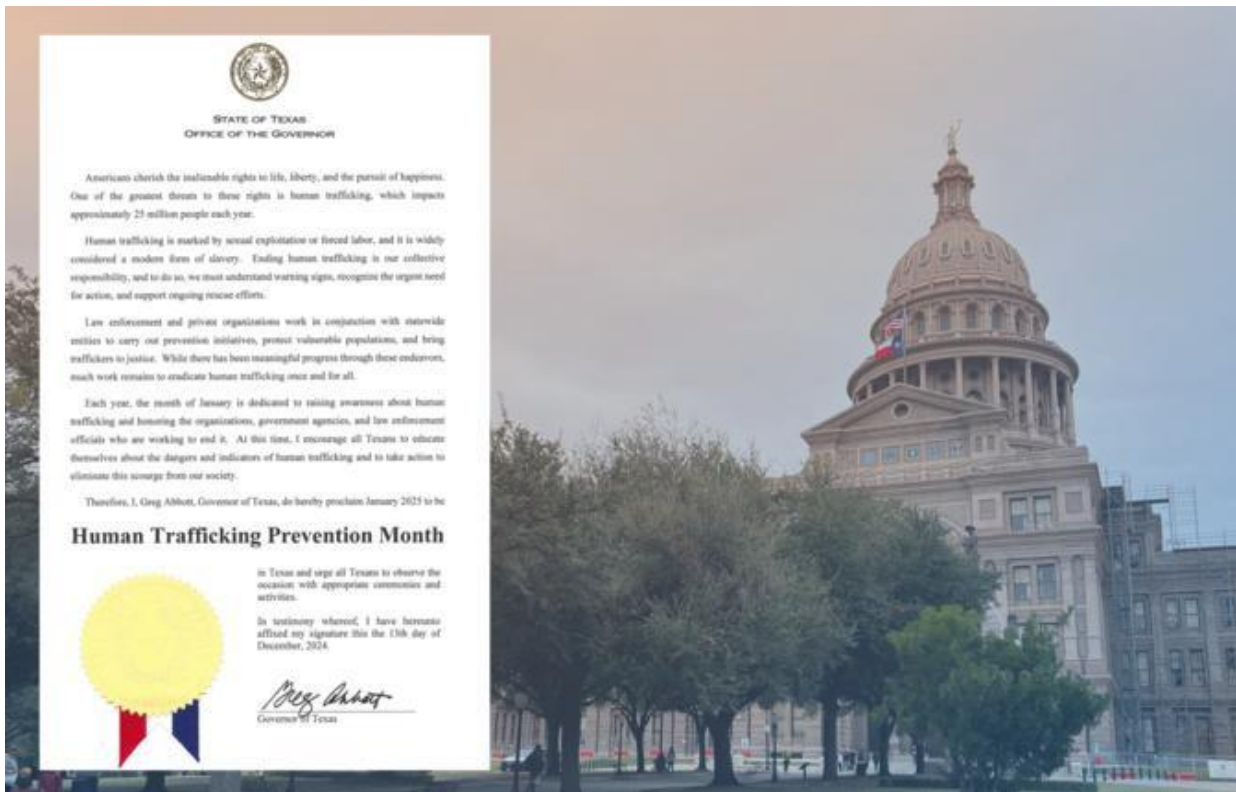 STATE OF TEXAS
OFFICE OF THE GOVERNOR
Americans cherish the inalienable rights to life, liberty, and the pursuit of happiness.
One of the greatest threats to these rights is human trafficking, which impacts
approximately 25 million people each year.
Human trafficking is marked by sexual exploitation or forced labor, and it is widely
considered a modern form of slavery. Ending human trafficking is our collective
responsibility, and to do so, we must understand warning signs, recognize the urgent need
for action, and support ongoing rescue efforts.
Law enforcement and private organizations work in conjunction with statewide
entities to carry out prevention initiatives, protect vulnerable populations, and bring
traffickers to justice. While there has been meaningful progress through these endeavors,
much work remains to eradicate human trafficking once and for all.
Each year, the month of January is dedicated to raising awareness about human
trafficking and honoring the organizations, government agencies, and law enforcement
officials who are working to end it. At this time, I encourage all Texans to educate
themselves about the dangers and indicators of human trafficking and to take action to
eliminate this scourge from our society.
Therefore, I, Greg Abbott, Governor of Texas, do hereby proclaim January 2025 to be
Human Trafficking Prevention Month
in Texas and urge all Texans to observe the
occasion with appropriate ceremonies and
activities.
In testimony whereof, I have hereunto
affixed my signature this the 13th day of
December, 2024.
Greg Abbott
Governor of Texas